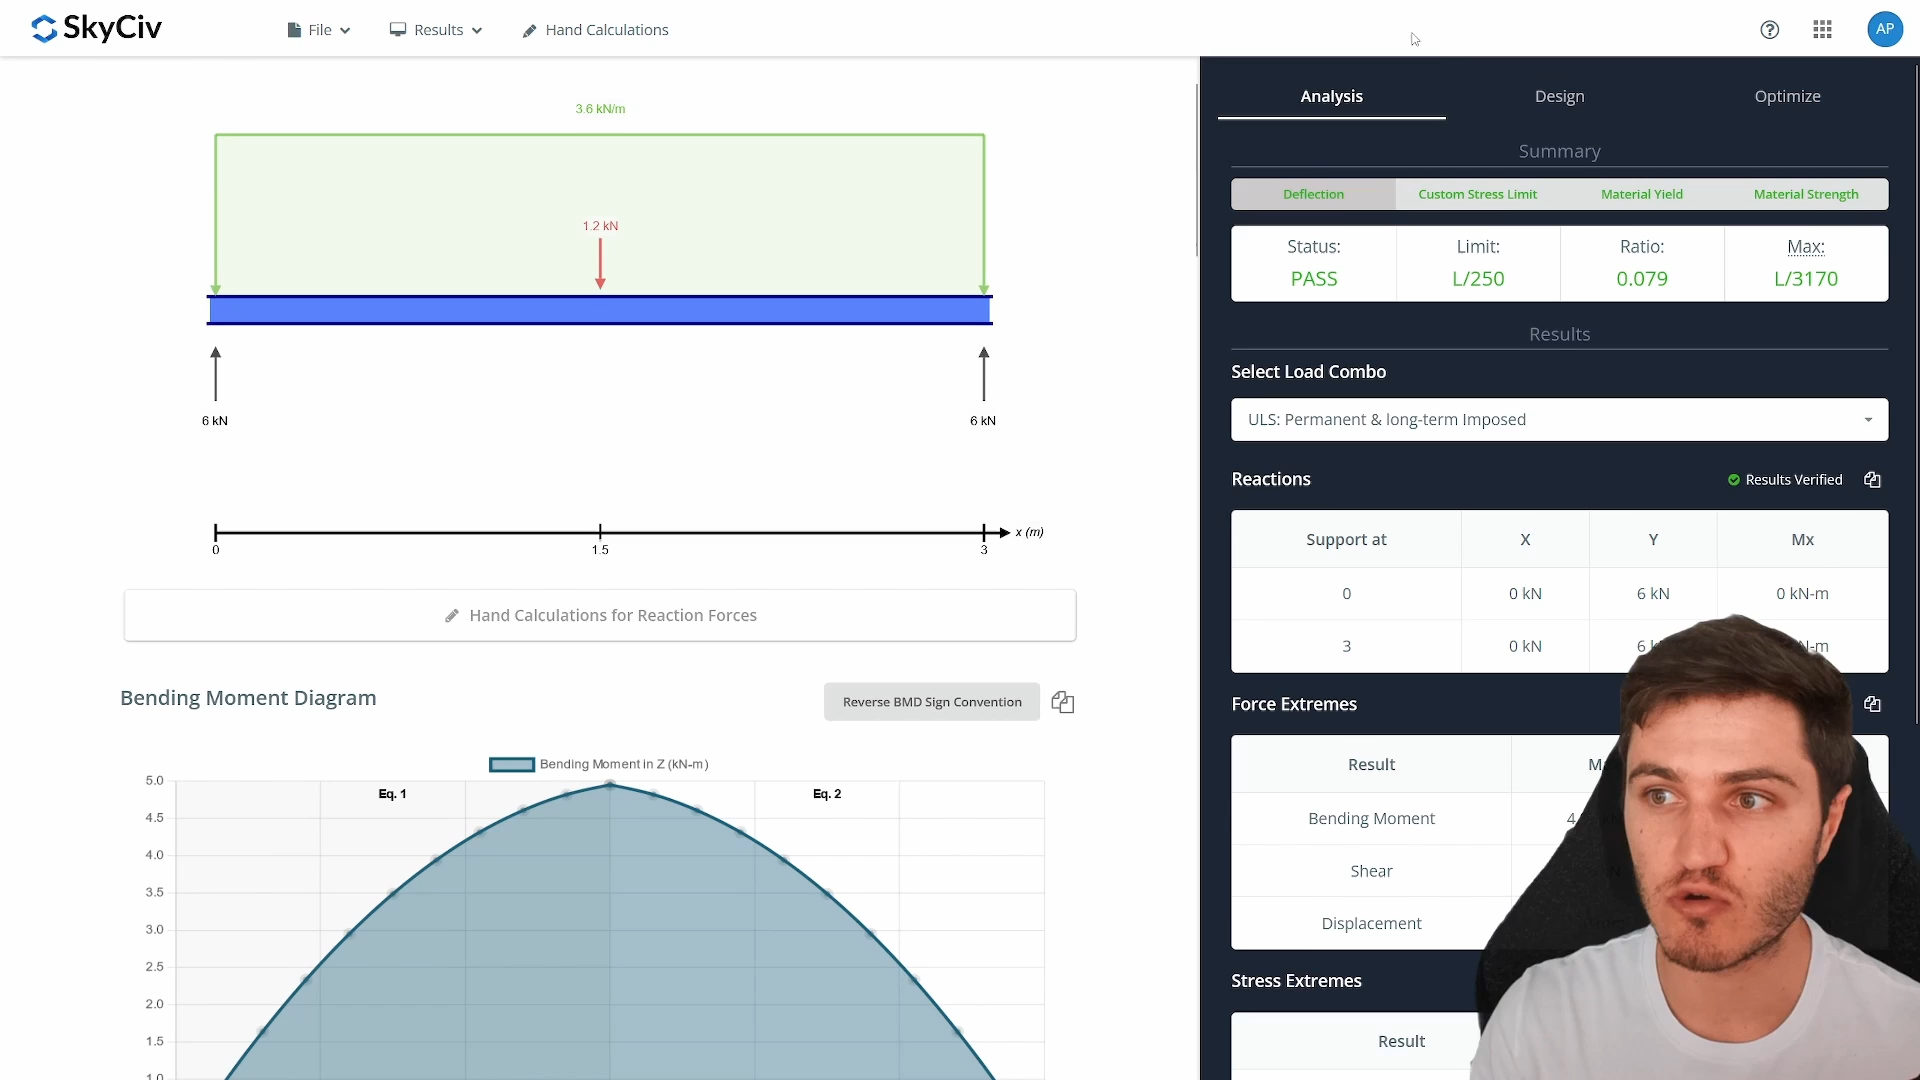 SkyCiv
File
Results
Hand Calculations
AP
3.6 kN/m
1.2 kN
6 kN
6 kN
x (m)
0
1.5
3
Hand Calculations for Reaction Forces
Bending Moment Diagram
Reverse BMD Sign Convention
Bending Moment in Z (kN-m)
Eq. 1
Eq. 2
5.0
4.5
4.0
3.5
3.0
2.5
2.0
1.5
1.0
Analysis
Design
Optimize
Summary
Deflection
Custom Stress Limit
Material Yield
Material Strength
Status:
Limit:
Ratio:
Max:
PASS
L/250
0.079
L/3170
Results
Select Load Combo
ULS: Permanent & long-term Imposed
Reactions
Results Verified
Support at
X
Y
Mx
0
0 kN
6 kN
0 kN-m
3
0 kN
6
Force Extremes
Result
Bending Moment
Shear
Displacement
Stress Extremes
Result